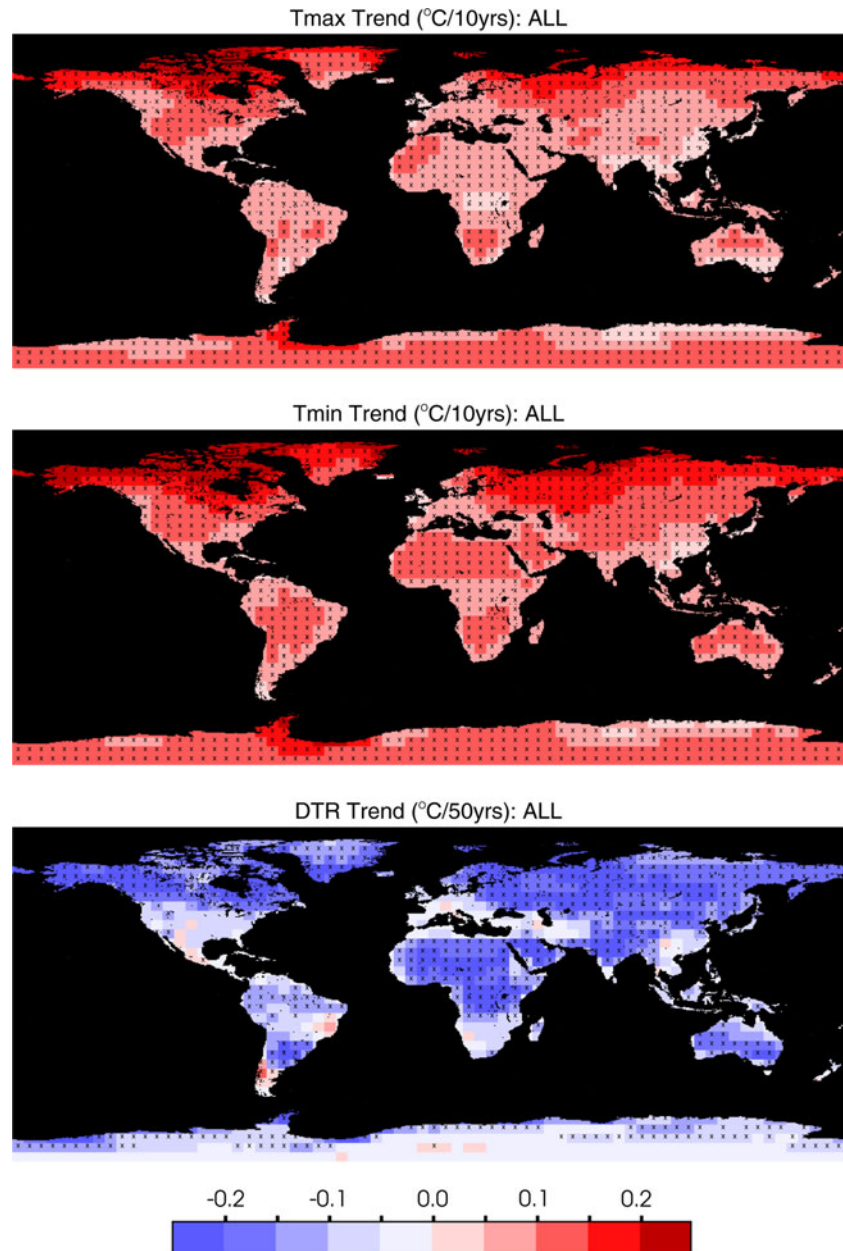 Tmax Trend (°C/10yrs): ALL
Tmin Trend (°C/10yrs): ALL
DTR Trend (°C/50yrs): ALL
-0.2 -0.1 0.0 0.1 0.2